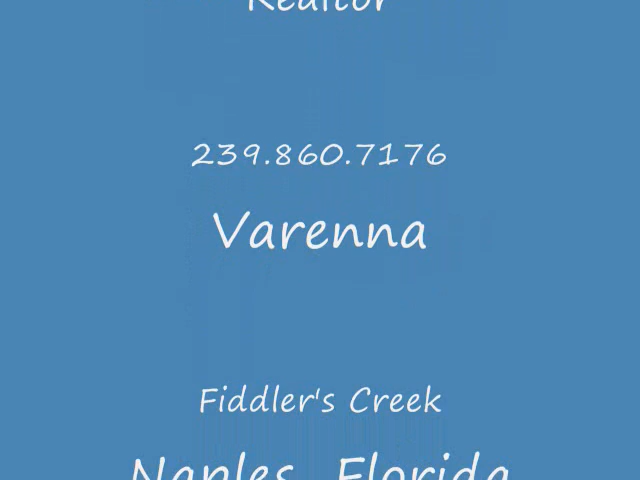 Realtor
239.860.7176
Varenna
Fiddler's Creek
Naples, Florida